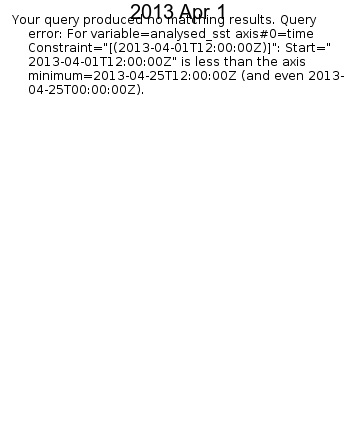 2013 Apr 1
Your query produced no matching results. Query
error: For variable=analysed_sst axis#0=time
Constraint="[(2013-04-01T12:00:00Z)]": Start="
2013-04-01T12:00:00Z" is less than the axis
minimum=2013-04-25T12:00:00Z (and even 2013-
04-25T00:00:00Z).